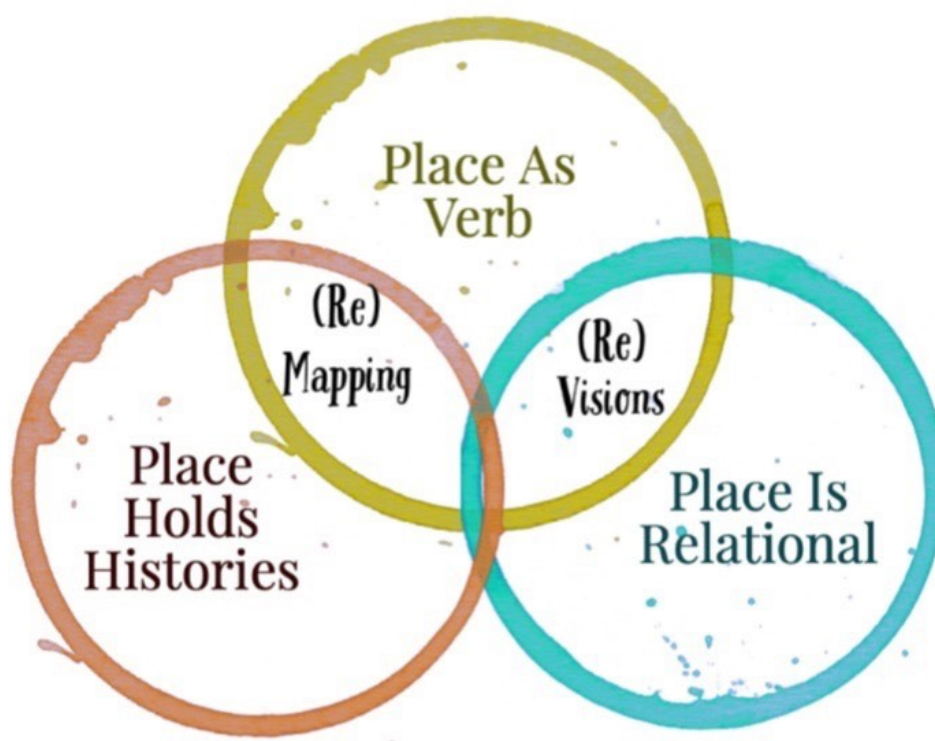 Place As
Verb
(Re)
Mapping
(Re)
Visions
Place
Holds
Histories
Place Is
Relational